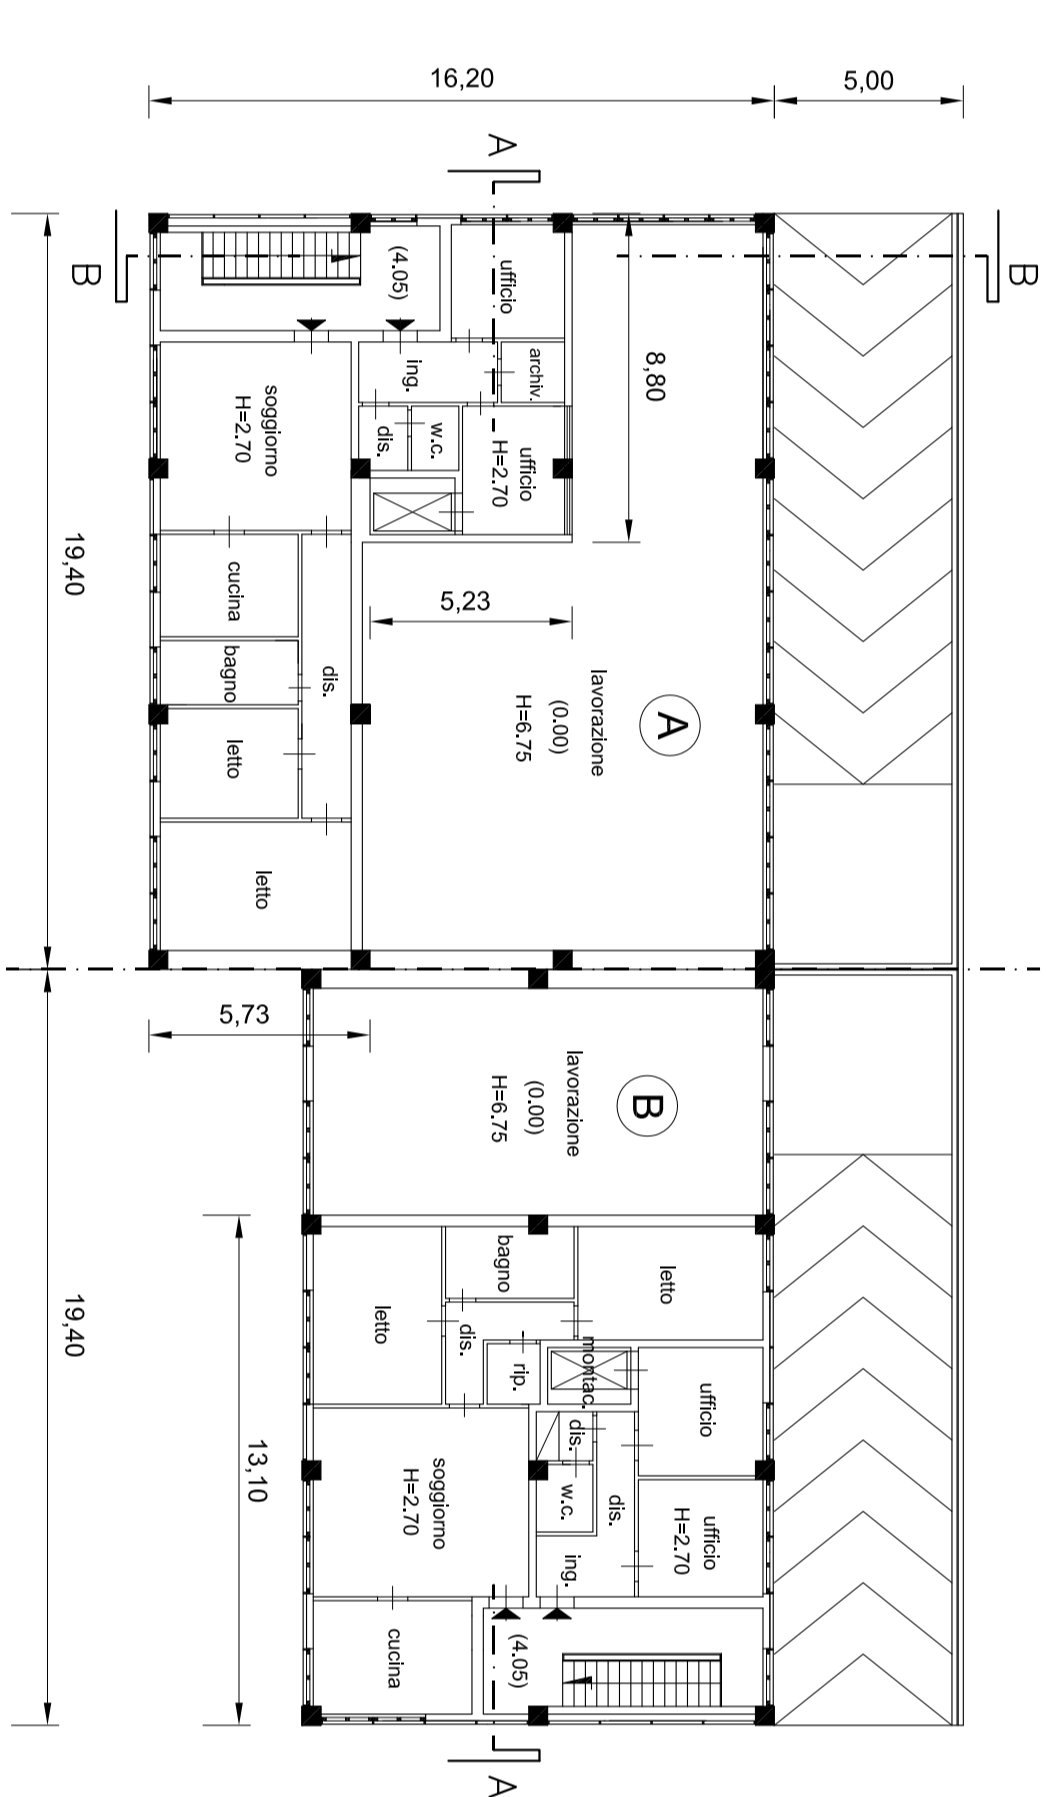 16,20
5,00
A
B
B
(4.05)
ufficio
8,80
ing.
archiv.
soggiorno
H=2.70
dis.
w.c.
ufficio
H=2.70
19,40
cucina
5,23
bagno
dis.
lavorazione
(0.00)
H=6.75
A
letto
letto
5,73
lavorazione
(0.00)
H=6.75
B
bagno
letto
letto
dis.
montac.
rip.
ufficio
19,40
13,10
dis.
soggiorno
H=2.70
w.c.
dis.
ufficio
H=2.70
ing.
cucina
(4.05)
A